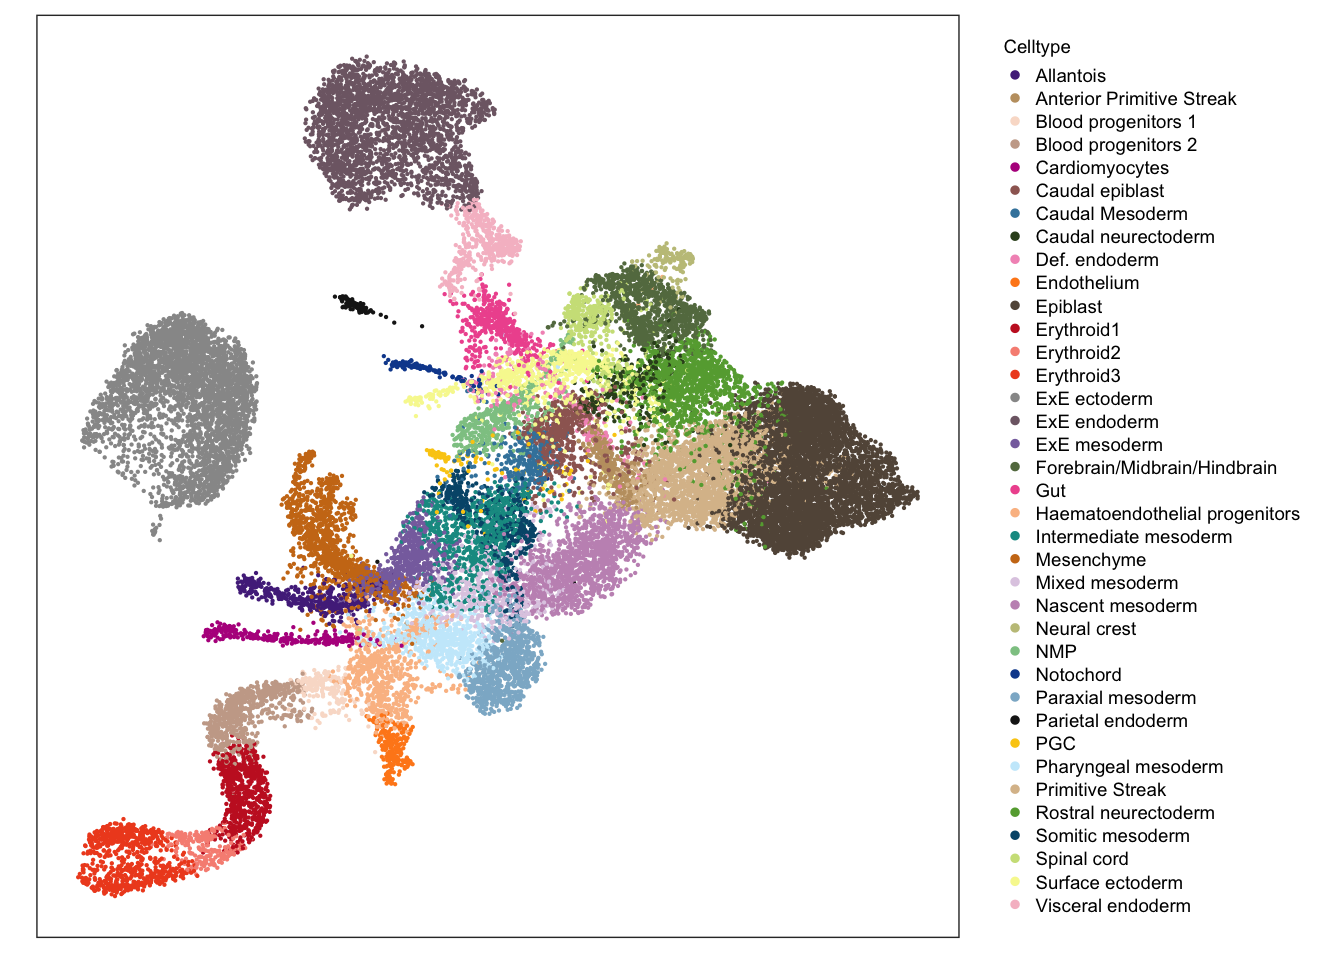 Celltype
Allantois
Anterior Primitive Streak
Blood progenitors 1
Blood progenitors 2
Cardiomyocytes
Caudal epiblast
Caudal Mesoderm
Caudal neurectoderm
Def. endoderm
Endothelium
Epiblast
Erythroid1
Erythroid2
Erythroid3
ExE ectoderm
ExE endoderm
ExE mesoderm
Forebrain/Midbrain/Hindbrain
Gut
Haematoendothelial progenitors
Intermediate mesoderm
Mesenchyme
Mixed mesoderm
Nascent mesoderm
Neural crest
NMP
Notochord
Paraxial mesoderm
Parietal endoderm
PGC
Pharyngeal mesoderm
Primitive Streak
Rostral neurectoderm
Somitic mesoderm
Spinal cord
Surface ectoderm
Visceral endoderm